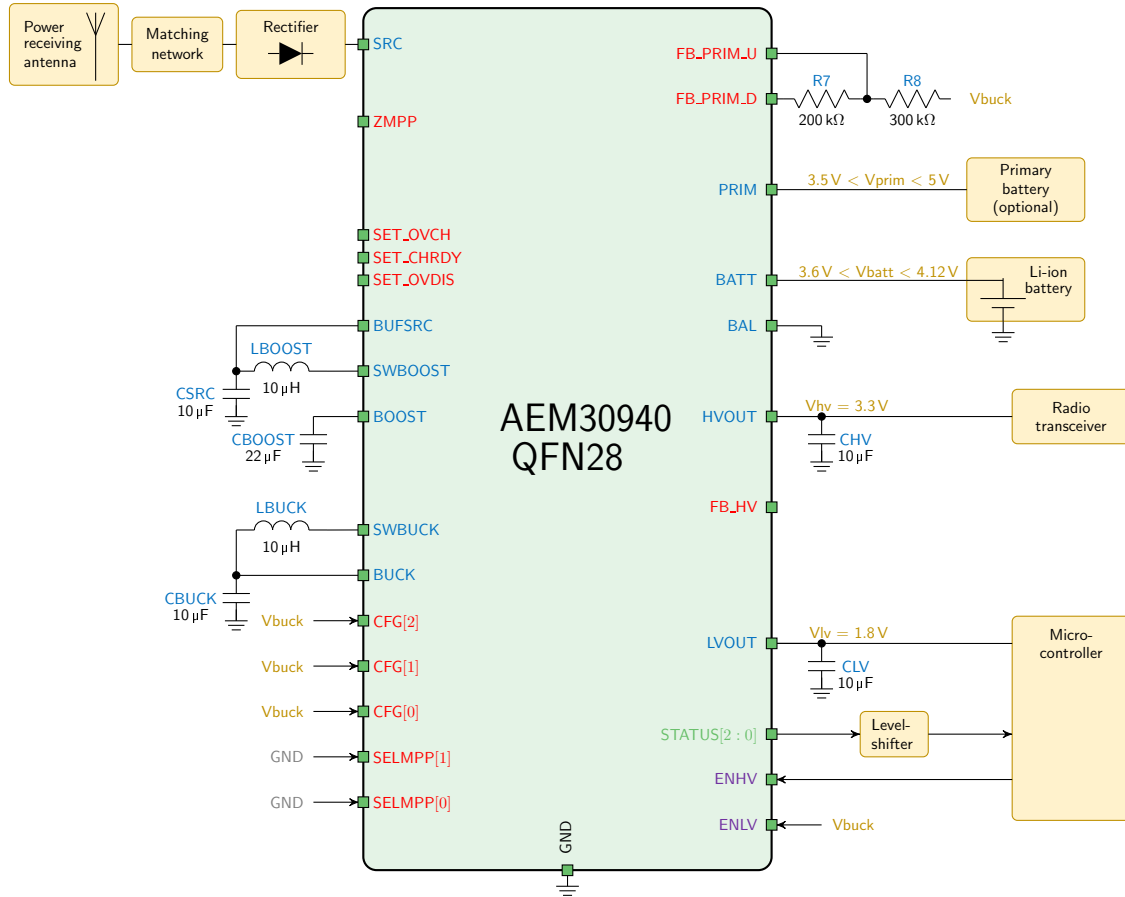 Power
receiving
antenna
Matching
network
Rectifier
SRC
ZMPP
SET_OVCH
SET_CHRDY
SET_OVDIS
BUFSRC
LBOOST
10 µH
SWBOOST
CSRC
10 µF
BOOST
CBOOST
22 µF
LBUCK
10 µH
SWBUCK
BUCK
CBUCK
10 µF
Vbuck
CFG[2]
Vbuck
CFG[1]
Vbuck
CFG[0]
GND
SELMPP[1]
GND
SELMPP[0]
AEM30940
QFN28
GND
FB_PRIM_U
FB_PRIM_D
R7
200 kΩ
R8
300 kΩ
Vbuck
PRIM
3.5 V < Vprim < 5 V
Primary
battery
(optional)
BATT
3.6 V < Vbatt < 4.12 V
Li-ion
battery
BAL
HVOUT
Vhv = 3.3 V
CHV
10 µF
Radio
transceiver
FB_HV
LVOUT
Vlv = 1.8 V
CLV
10 µF
Micro-
controller
STATUS[2 : 0]
Level-
shifter
ENHV
ENLV
Vbuck